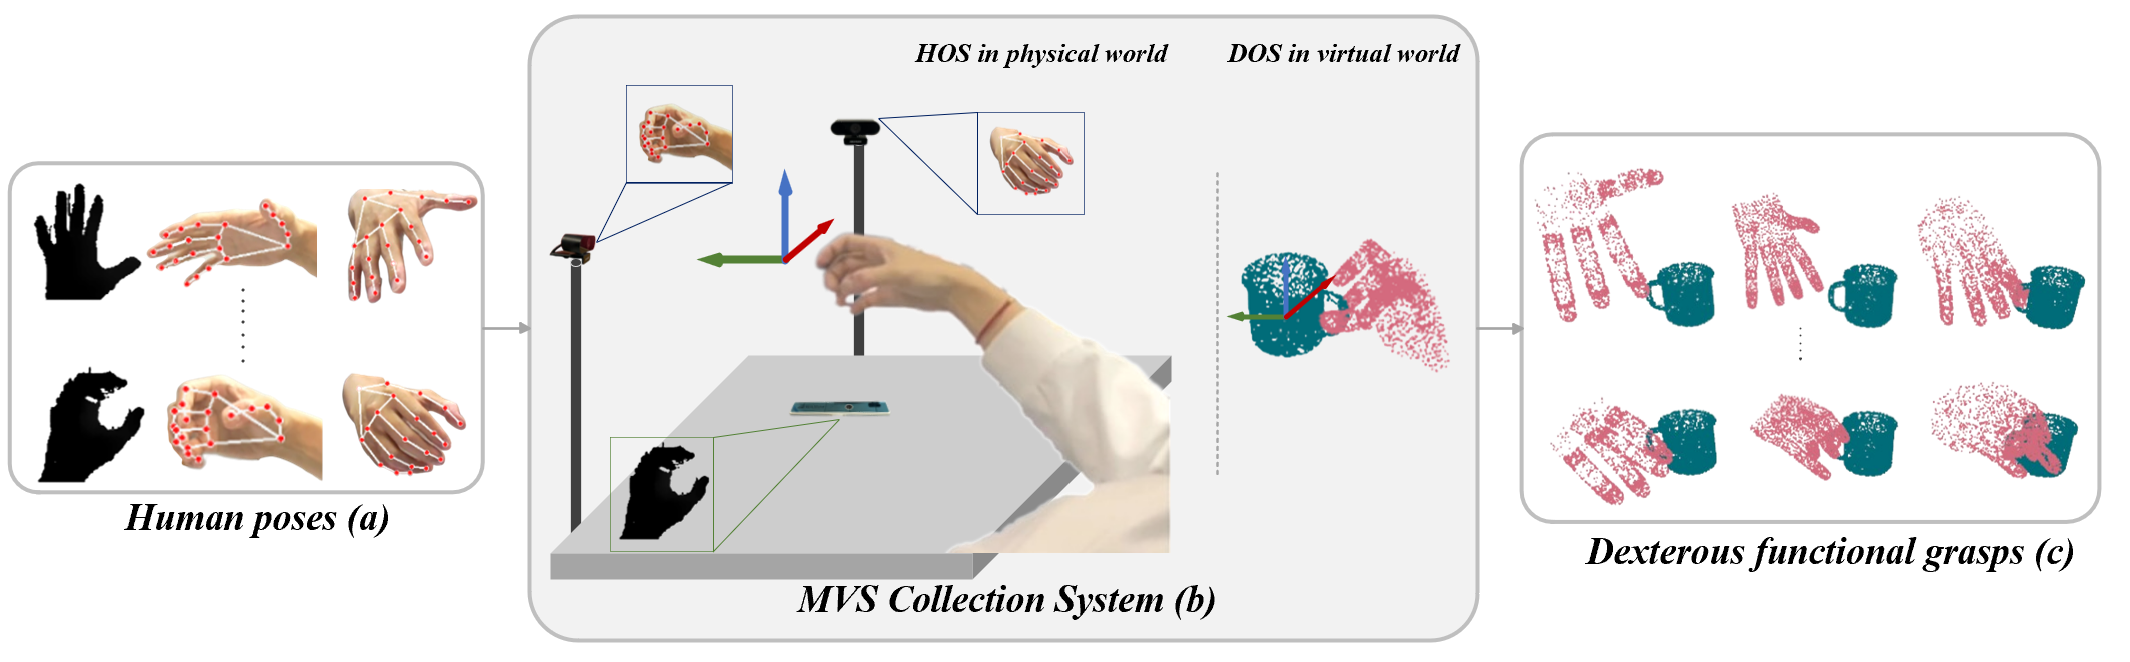 HOS in physical world
DOS in virtual world
Human poses (a)
MVS Collection System (b)
Dexterous functional grasps (c)